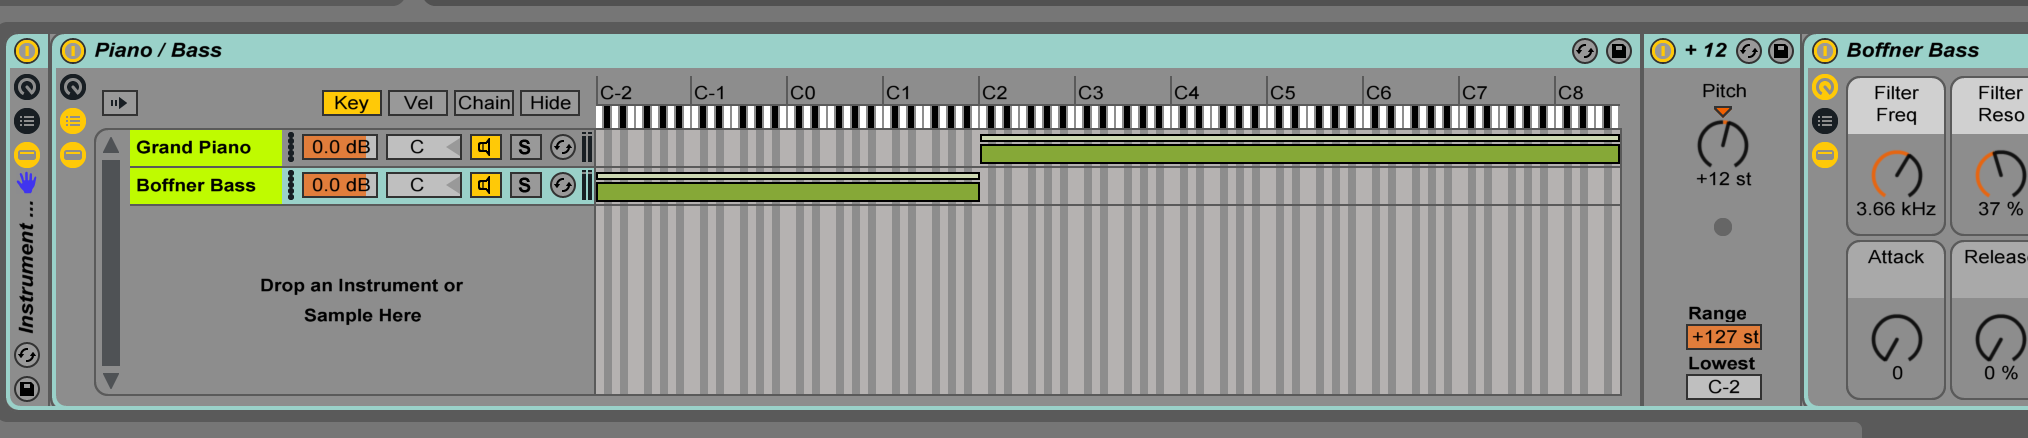 Piano / Bass
+ 12
Boffner Bass
Key
Vel
Chain
Hide
C-2
C-1
C0
C1
C2
C3
C4
C5
C6
C7
C8
Grand Piano
0.0 dB
C
S
Boffner Bass
0.0 dB
C
S
Drop an Instrument or
Sample Here
Instrument ...
Pitch
+12 st
Range
+127 st
Lowest
C-2
Filter
Freq
3.66 kHz
Filter
Reso
37 %
Attack
0
Releas
0 %